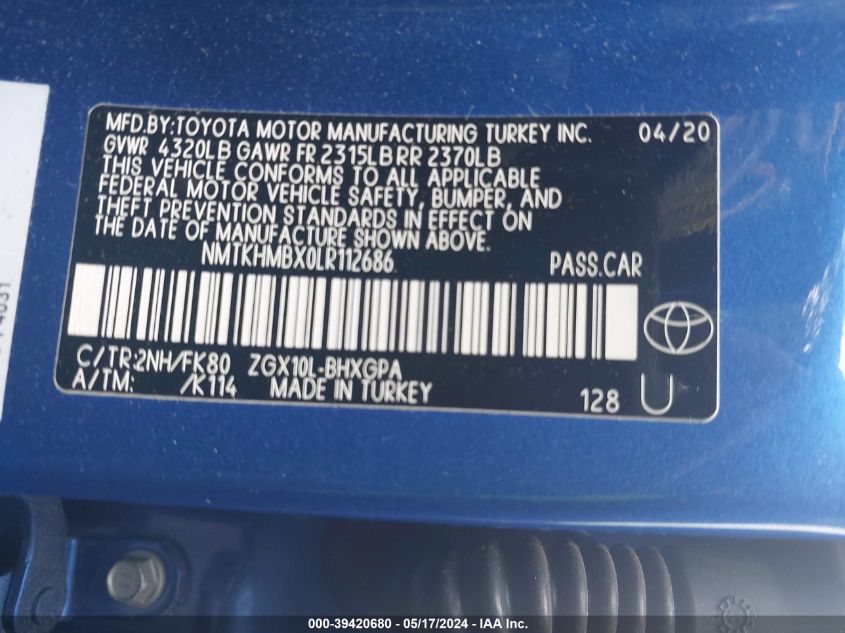 MFD.BY:TOYOTA MOTOR MANUFACTURING TURKEY INC. 04/20
GVWR 4320LB GAWR FR 2315LB RR 2370LB
THIS VEHICLE CONFORMS TO ALL APPLICABLE
FEDERAL MOTOR VEHICLE SAFETY, BUMPER, AND
THEFT PREVENTION STANDARDS IN EFFECT ON
THE DATE OF MANUFACTURE SHOWN ABOVE.
NMTKHMBX0LR112686 PASS.CAR
C/TR:2NH/FK80 ZGX10L-BHXGPA
A/TM: /K114 MADE IN TURKEY 128 U
000-39420680 - 05/17/2024 - IAA Inc.